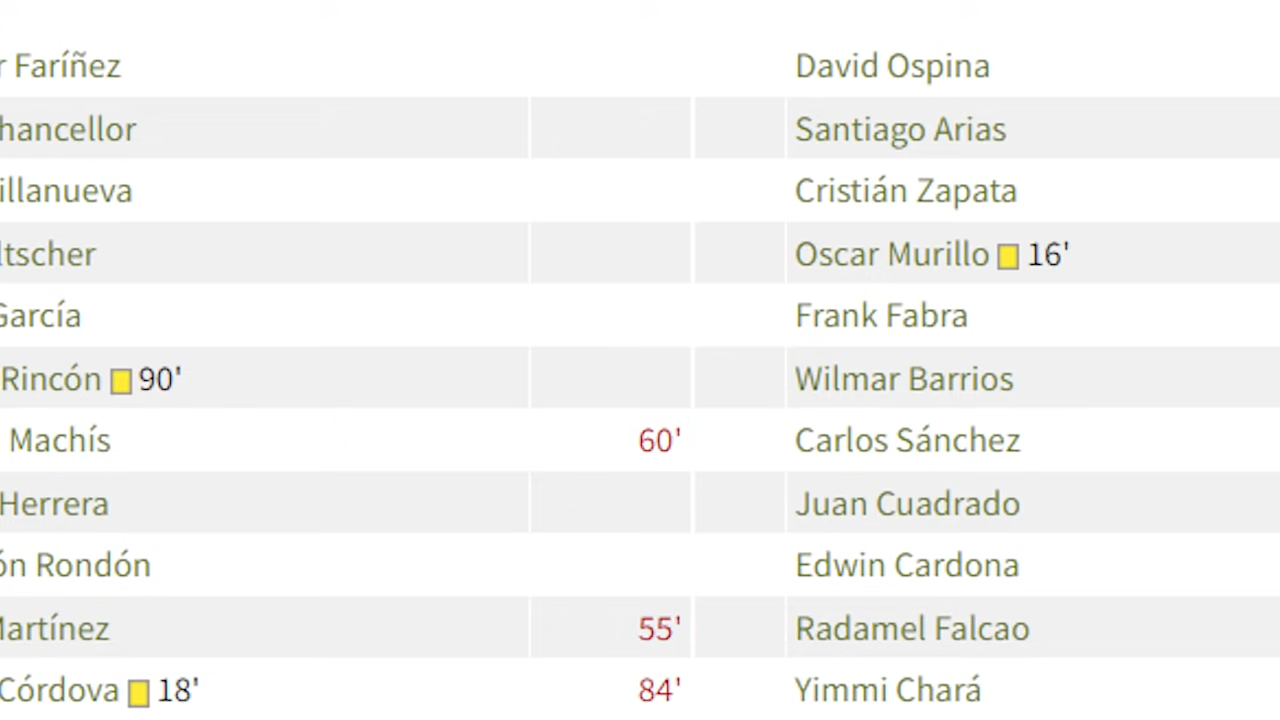 r Faríñez David Ospina
hancellor Santiago Arias
illanueva Cristián Zapata
ltscher Oscar Murillo 16'
García Frank Fabra
Rincón 90' Wilmar Barrios
Machís 60' Carlos Sánchez
Herrera Juan Cuadrado
ón Rondón Edwin Cardona
Martínez 55' Radamel Falcao
Córdova 18' 84' Yimmi Chará